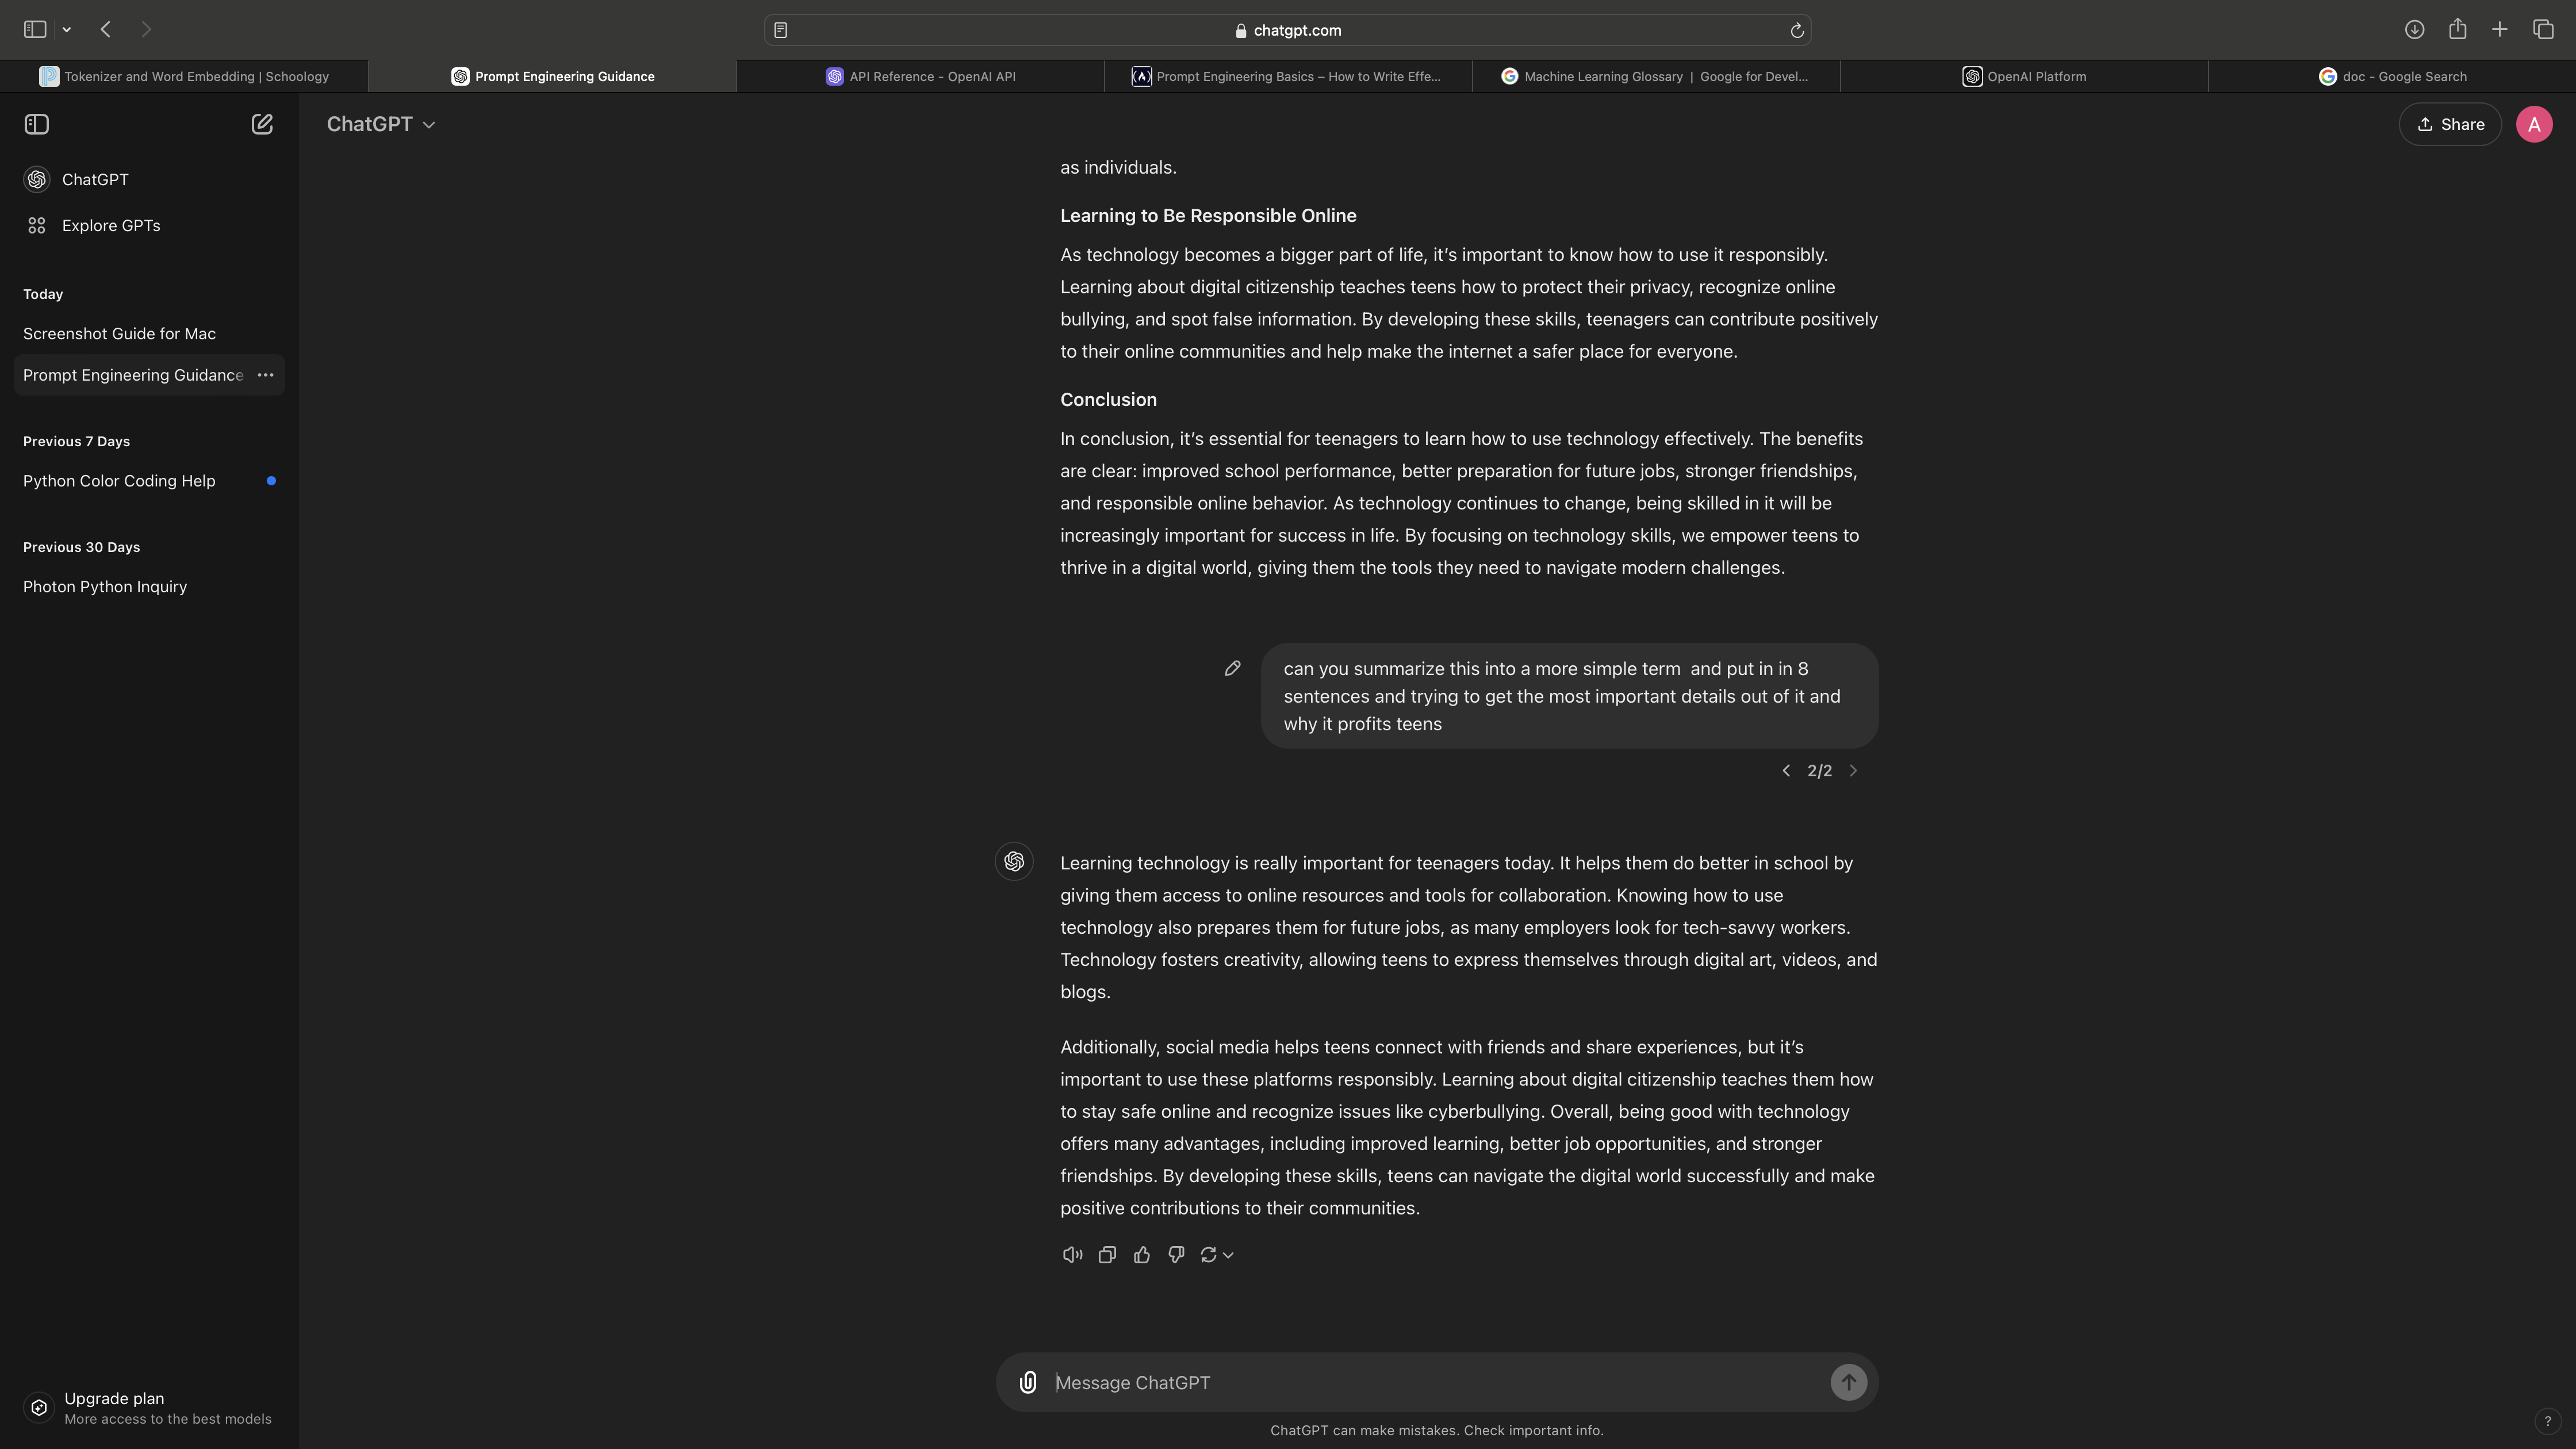 chatgpt.com
Tokenizer and Word Embedding | Schoology
Prompt Engineering Guidance
API Reference - OpenAI API
Prompt Engineering Basics – How to Write Effe...
Machine Learning Glossary | Google for Devel...
OpenAI Platform
doc - Google Search
ChatGPT
Share
A
ChatGPT
Explore GPTs
Today
Screenshot Guide for Mac
Prompt Engineering Guidance
Previous 7 Days
Python Color Coding Help
Previous 30 Days
Photon Python Inquiry
Upgrade plan
More access to the best models
as individuals.
Learning to Be Responsible Online
As technology becomes a bigger part of life, it’s important to know how to use it responsibly.
Learning about digital citizenship teaches teens how to protect their privacy, recognize online
bullying, and spot false information. By developing these skills, teenagers can contribute positively
to their online communities and help make the internet a safer place for everyone.
Conclusion
In conclusion, it’s essential for teenagers to learn how to use technology effectively. The benefits
are clear: improved school performance, better preparation for future jobs, stronger friendships,
and responsible online behavior. As technology continues to change, being skilled in it will be
increasingly important for success in life. By focusing on technology skills, we empower teens to
thrive in a digital world, giving them the tools they need to navigate modern challenges.
can you summarize this into a more simple term  and put in in 8
sentences and trying to get the most important details out of it and
why it profits teens
2/2
Learning technology is really important for teenagers today. It helps them do better in school by
giving them access to online resources and tools for collaboration. Knowing how to use
technology also prepares them for future jobs, as many employers look for tech-savvy workers.
Technology fosters creativity, allowing teens to express themselves through digital art, videos, and
blogs.
Additionally, social media helps teens connect with friends and share experiences, but it’s
important to use these platforms responsibly. Learning about digital citizenship teaches them how
to stay safe online and recognize issues like cyberbullying. Overall, being good with technology
offers many advantages, including improved learning, better job opportunities, and stronger
friendships. By developing these skills, teens can navigate the digital world successfully and make
positive contributions to their communities.
Message ChatGPT
ChatGPT can make mistakes. Check important info.
?